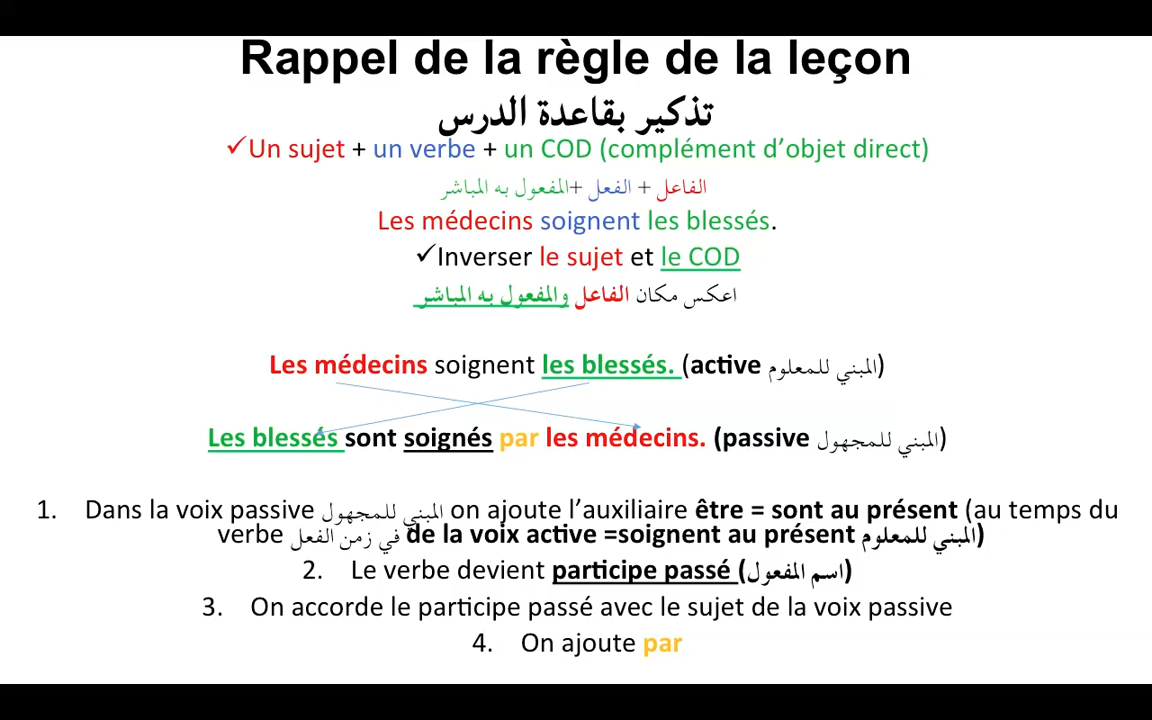 Rappel de la règle de la leçon
تذكير بقاعدة الدرس
✓Un sujet + un verbe + un COD (complément d’objet direct)
الفاعل + الفعل +المفعول به المباشر
Les médecins soignent les blessés.
✓Inverser le sujet et le COD
اعكس مكان الفاعل والمفعول به المباشر
Les médecins soignent les blessés. (active المبني للمعلوم)
Les blessés sont soignés par les médecins. (passive المبني للمجهول)
1. Dans la voix passive المبني للمجهول on ajoute l’auxiliaire être = sont au présent (au temps du
verbe في زمن الفعل de la voix active =soignent au présent المبني للمعلوم)
2. Le verbe devient participe passé (اسم المفعول)
3. On accorde le participe passé avec le sujet de la voix passive
4. On ajoute par